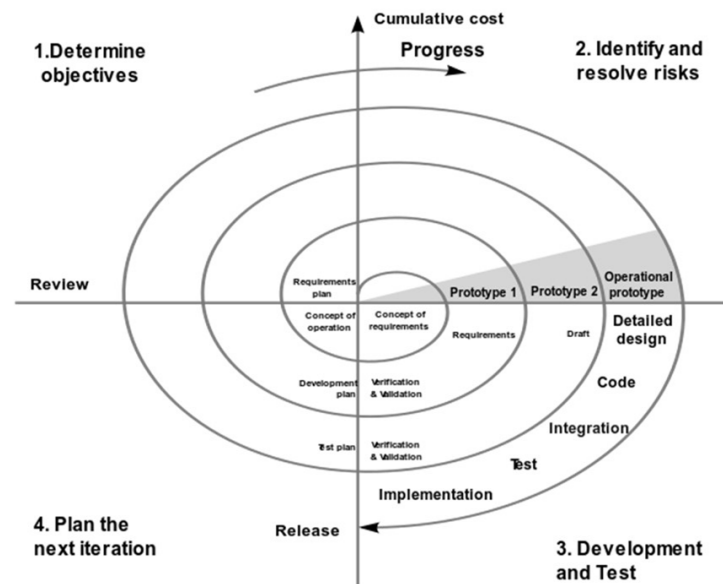 Cumulative cost
Progress
1.Determine
objectives
2. Identify and
resolve risks
Review
Requirements
plan
Prototype 1
Prototype 2
Operational
prototype
Concept of
operation
Concept of
requirements
Requirements
Draft
Detailed
design
Development
plan
Verification
& Validation
Code
Integration
Test plan
Verification
& Validation
Test
Implementation
Release
4. Plan the
next iteration
3. Development
and Test